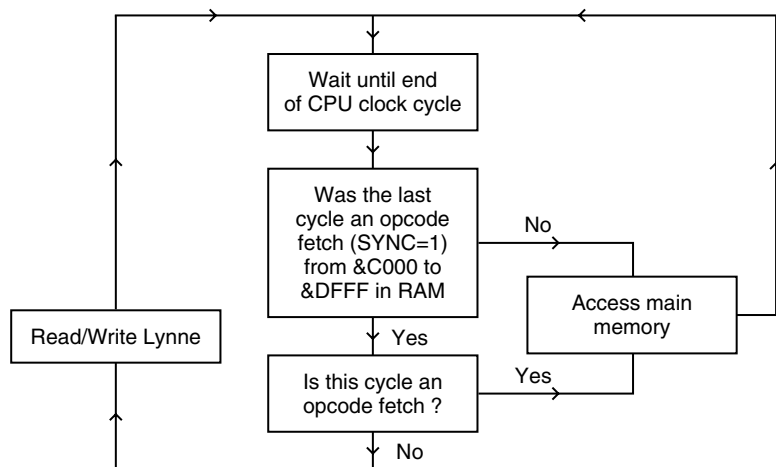 Wait until end
of CPU clock cycle
Was the last
cycle an opcode
fetch (SYNC=1)
from &C000 to
&DFFF in RAM
No
Access main
memory
Read/Write Lynne
Yes
Is this cycle an
opcode fetch ?
Yes
No